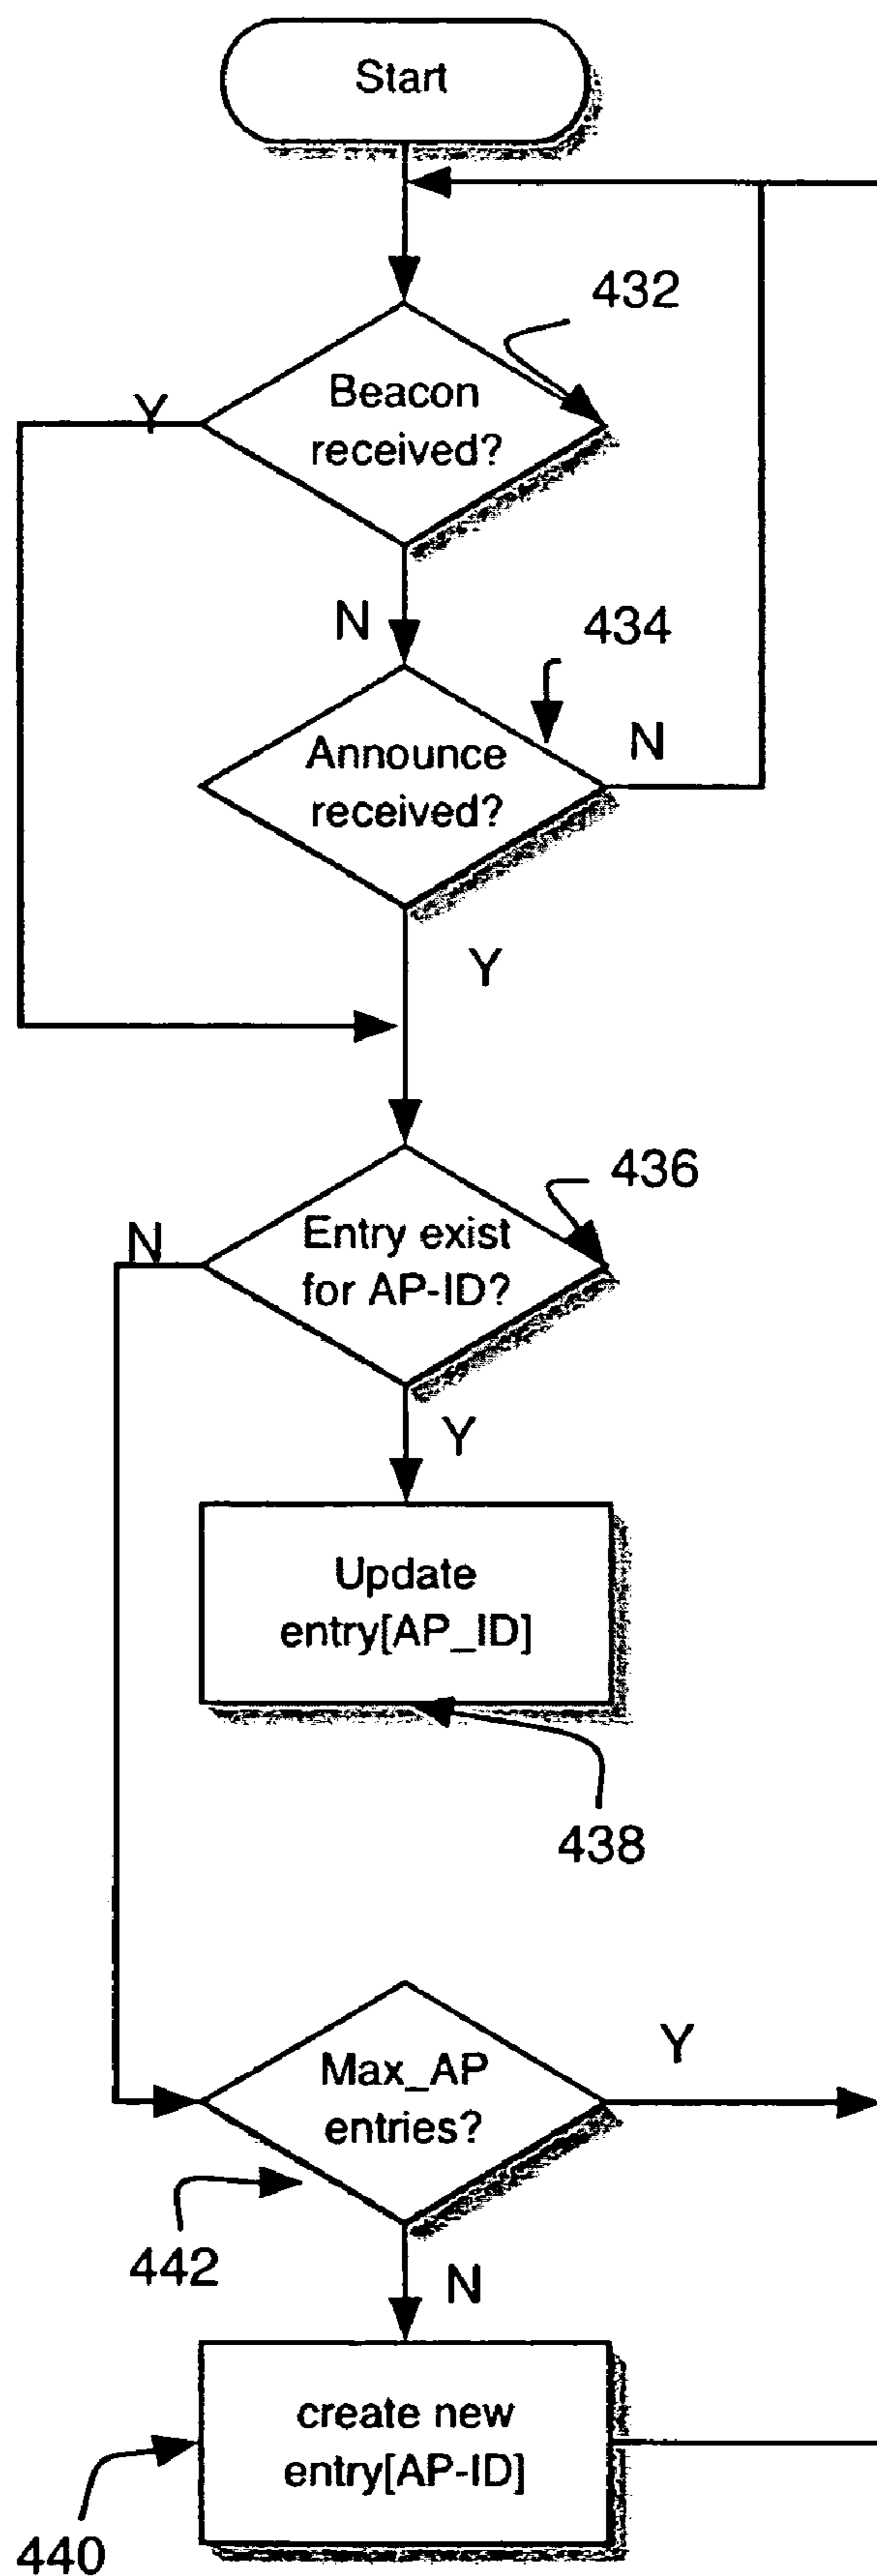 Start
432
Beacon
received?
Y
N
434
Announce
received?
N
Y
436
Entry exist
for AP-ID?
N
Y
Update
entry[AP_ID]
438
Max_AP
entries?
Y
442
N
create new
entry[AP-ID]
440